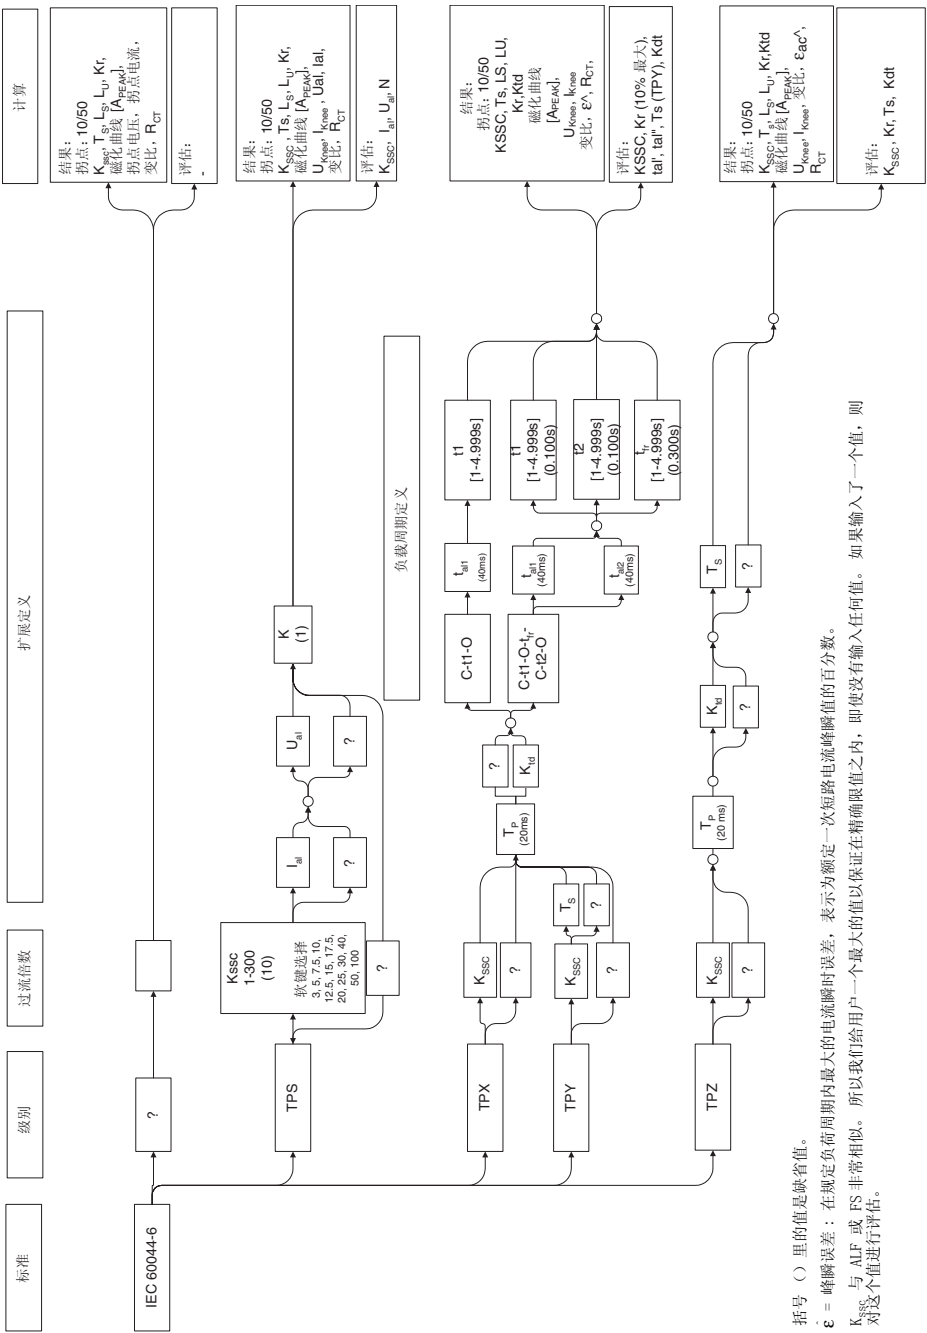 标准
级别
过流倍数
扩展定义
计算
IEC 60044-6
?
结果:
拐点: 10/50
K_ssc, T_S, L_S, L_U, Kr,
磁化曲线 [A_PEAK],
拐点电压, 拐点电流,
变比, R_CT
评估:
-
TPS
Kssc
1-300
(10)
软键选择
3, 5, 7.5, 10,
12.5, 15, 17.5,
20, 25, 30, 40,
50, 100
?
I_al
?
U_al
?
K
(1)
结果:
拐点: 10/50
K_SSC, Ts, L_S, L_U, Kr,
磁化曲线 [A_PEAK],
U_Knee, I_Knee, Ual, Ial,
变比, R_CT
评估:
K_SSC, I_al, U_al, N
负载周期定义
TPX
K_SSC
?
TPY
K_SSC
?
T_S
?
T_P
(20ms)
?
K_td
C-t1-O
C-t1-O-t_fr-
C-t2-O
t_al1
(40ms)
t_al1
(40ms)
t_al2
(40ms)
t1
[1-4.999s]
t1
[1-4.999s]
(0.100s)
t2
[1-4.999s]
(0.100s)
t_fr
[1-4.999s]
(0.300s)
结果:
拐点: 10/50
KSSC, Ts, LS, LU,
Kr,Ktd
磁化曲线
[A_PEAK],
U_Knee, I_Knee
变比, ε^, R_CT,
评估:
KSSC, Kr (10% 最大),
tal', tal", Ts (TPY), Kdt
TPZ
K_SSC
?
T_P
(20 ms)
K_td
?
T_S
?
结果:
拐点: 10/50
K_SSC, T_S, L_S, L_U, Kr,Ktd
磁化曲线 [A_PEAK],
U_Knee, I_Knee, 变比, εac^,
R_CT
评估:
K_SSC, Kr, Ts, Kdt
括号 () 里的值是缺省值。
ε̂ = 峰瞬误差: 在规定负荷周期内最大的电流瞬时误差, 表示为额定一次短路电流峰瞬值的百分数。
K_SSC 与 ALF 或 FS 非常相似。 所以我们给用户一个最大的值以保证在精确限值之内, 即使没有输入任何值。 如果输入了一个值, 则
对这个值进行评估。